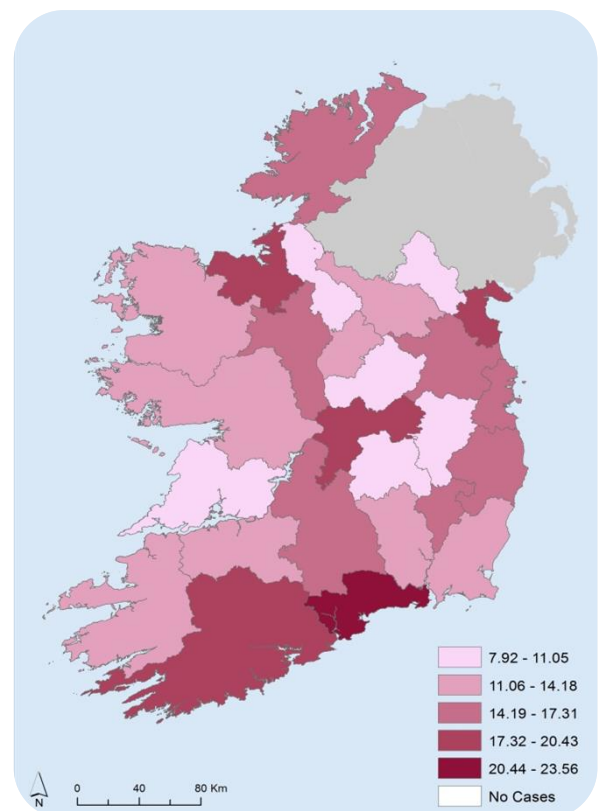 7.92 - 11.05
11.06 - 14.18
14.19 - 17.31
17.32 - 20.43
20.44 - 23.56
No Cases
N
0 40 80 Km